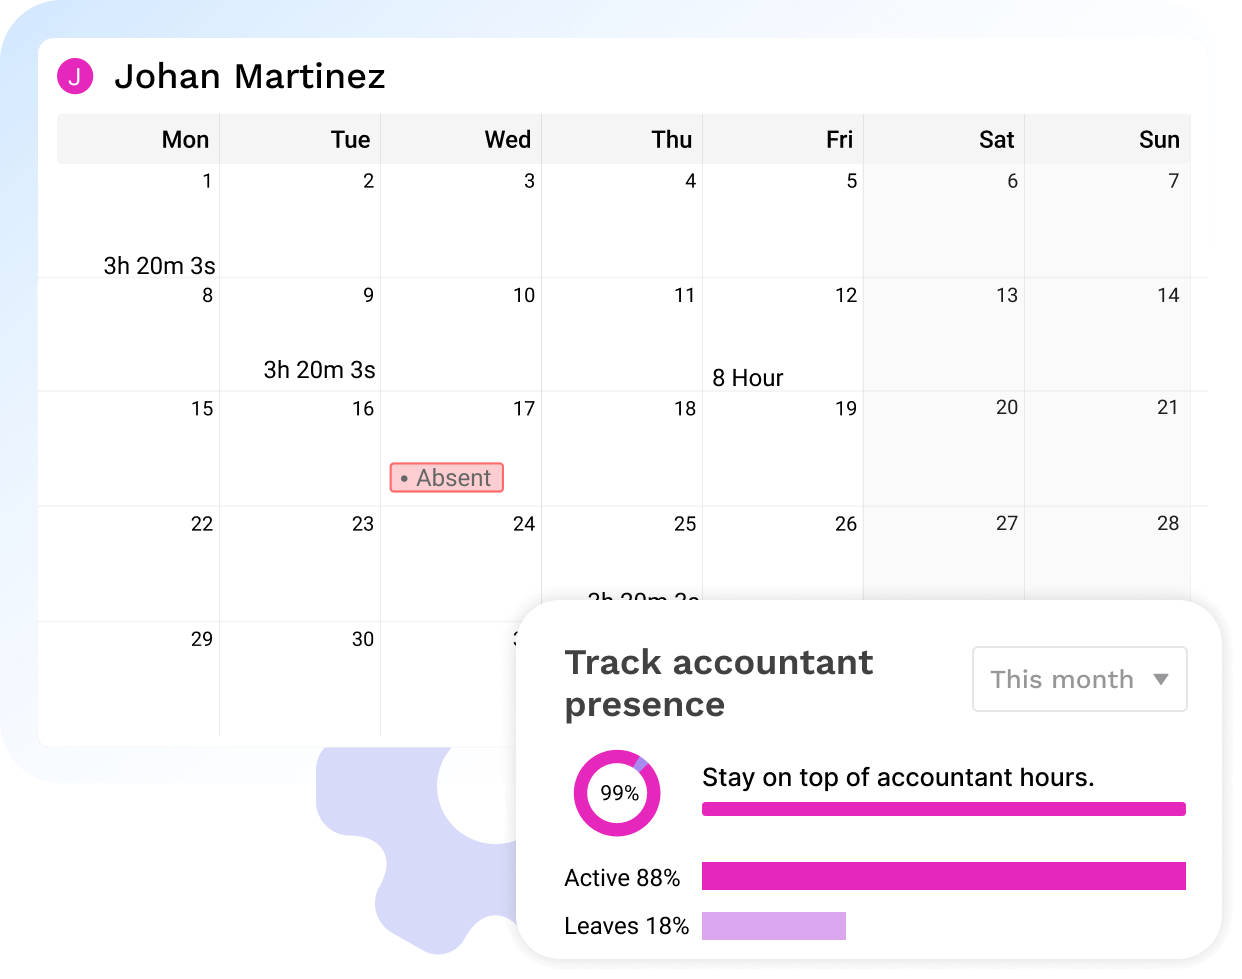 J Johan Martinez
Mon Tue Wed Thu Fri Sat Sun
1 2 3 4 5 6 7
3h 20m 3s
8 9 10 11 12 13 14
3h 20m 3s
8 Hour
15 16 17 18 19 20 21
• Absent
22 23 24 25 26 27 28
29 30
Track accountant
presence
This month
99%
Stay on top of accountant hours.
Active 88%
Leaves 18%